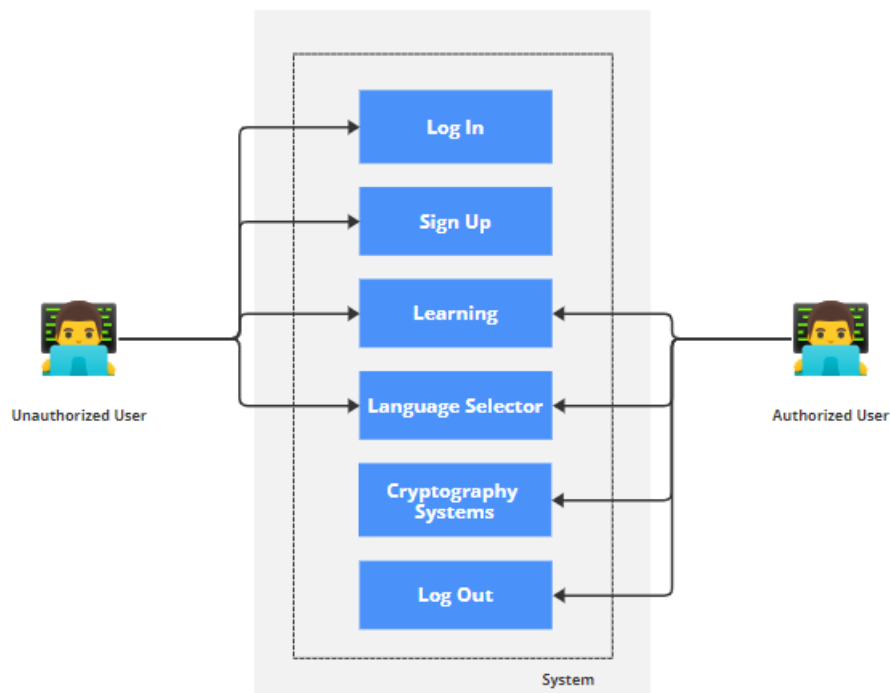 Log In
Sign Up
Learning
Language Selector
Cryptography
Systems
Log Out
Unauthorized User
Authorized User
System